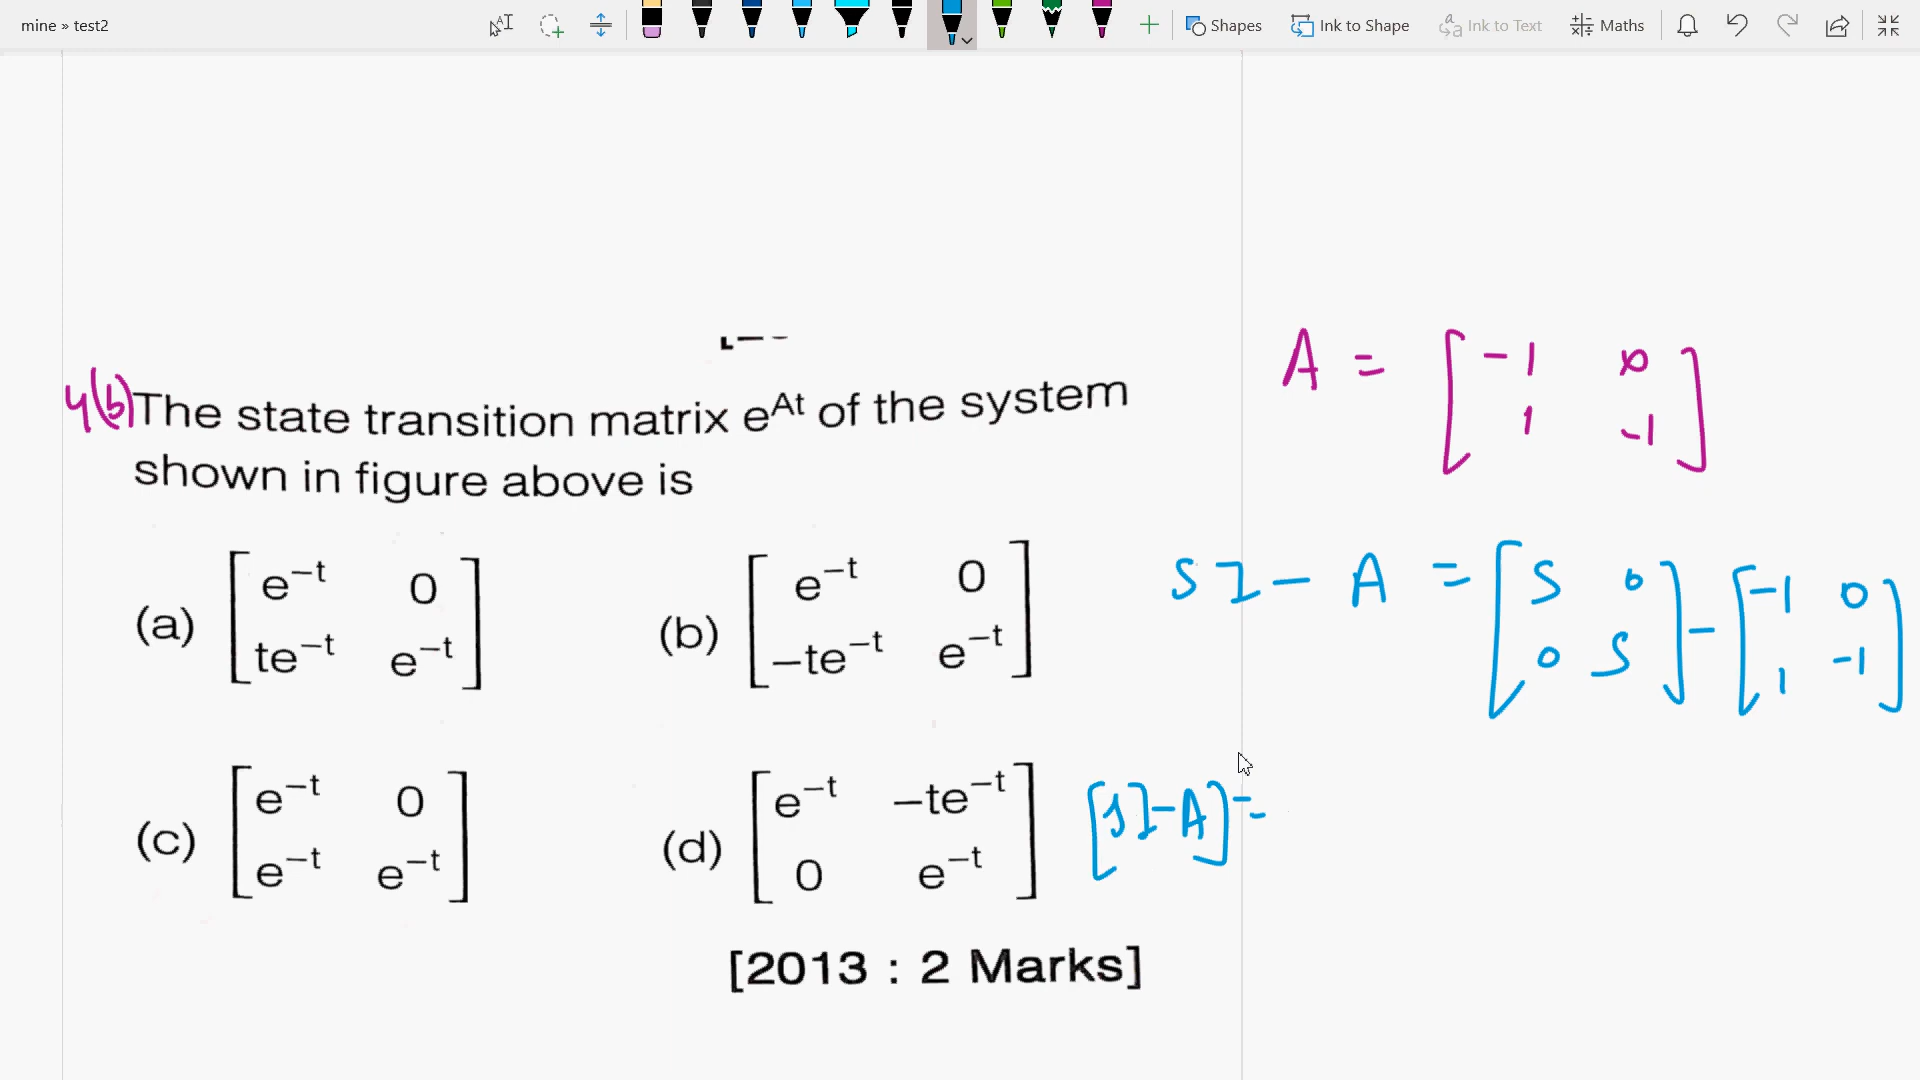 mine » test2
Shapes Ink to Shape Ink to Text Maths
4(b) The state transition matrix e^At of the system
shown in figure above is
(a) [e^–t 0
te^–t e^–t]
(b) [e^–t 0
–te^–t e^–t]
(c) [e^–t 0
e^–t e^–t]
(d) [e^–t –te^–t
0 e^–t]
[2013 : 2 Marks]
A = [-1 0
1 -1]
SI - A = [S 0
0 S] - [-1 0
1 -1]
[SI-A] =